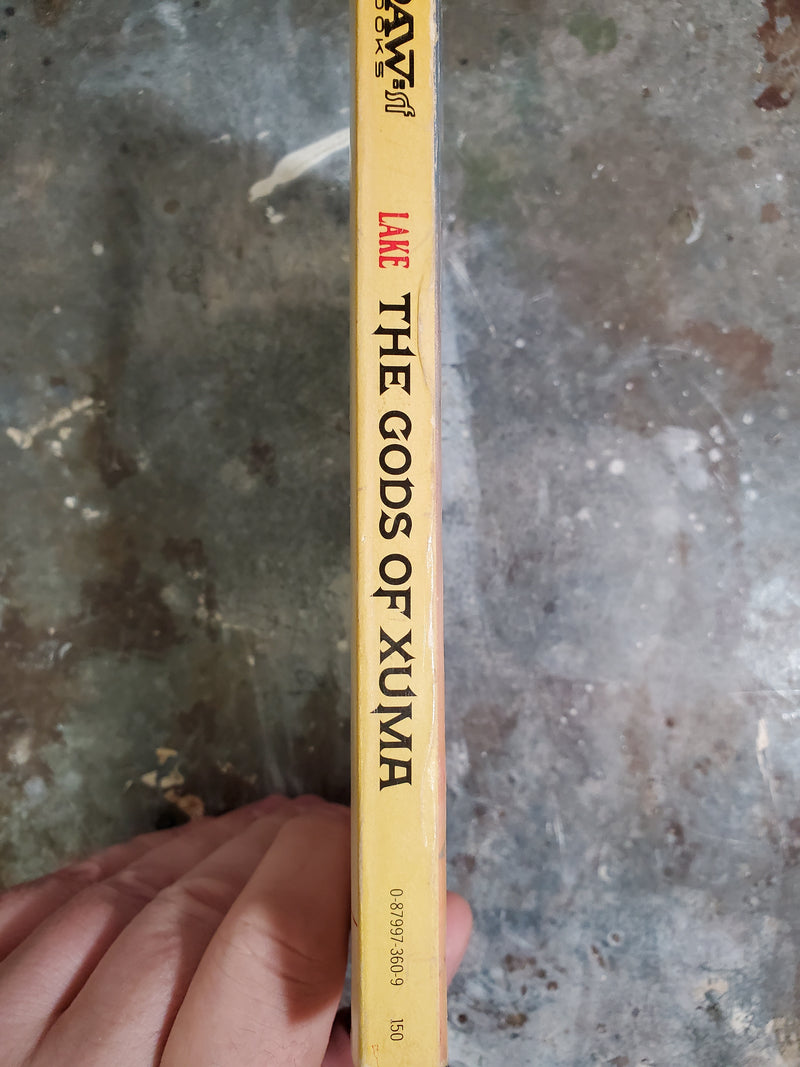 DAW
BOOKS
LAKE
THE GODS OF XUMA
0-87997-360-9
150